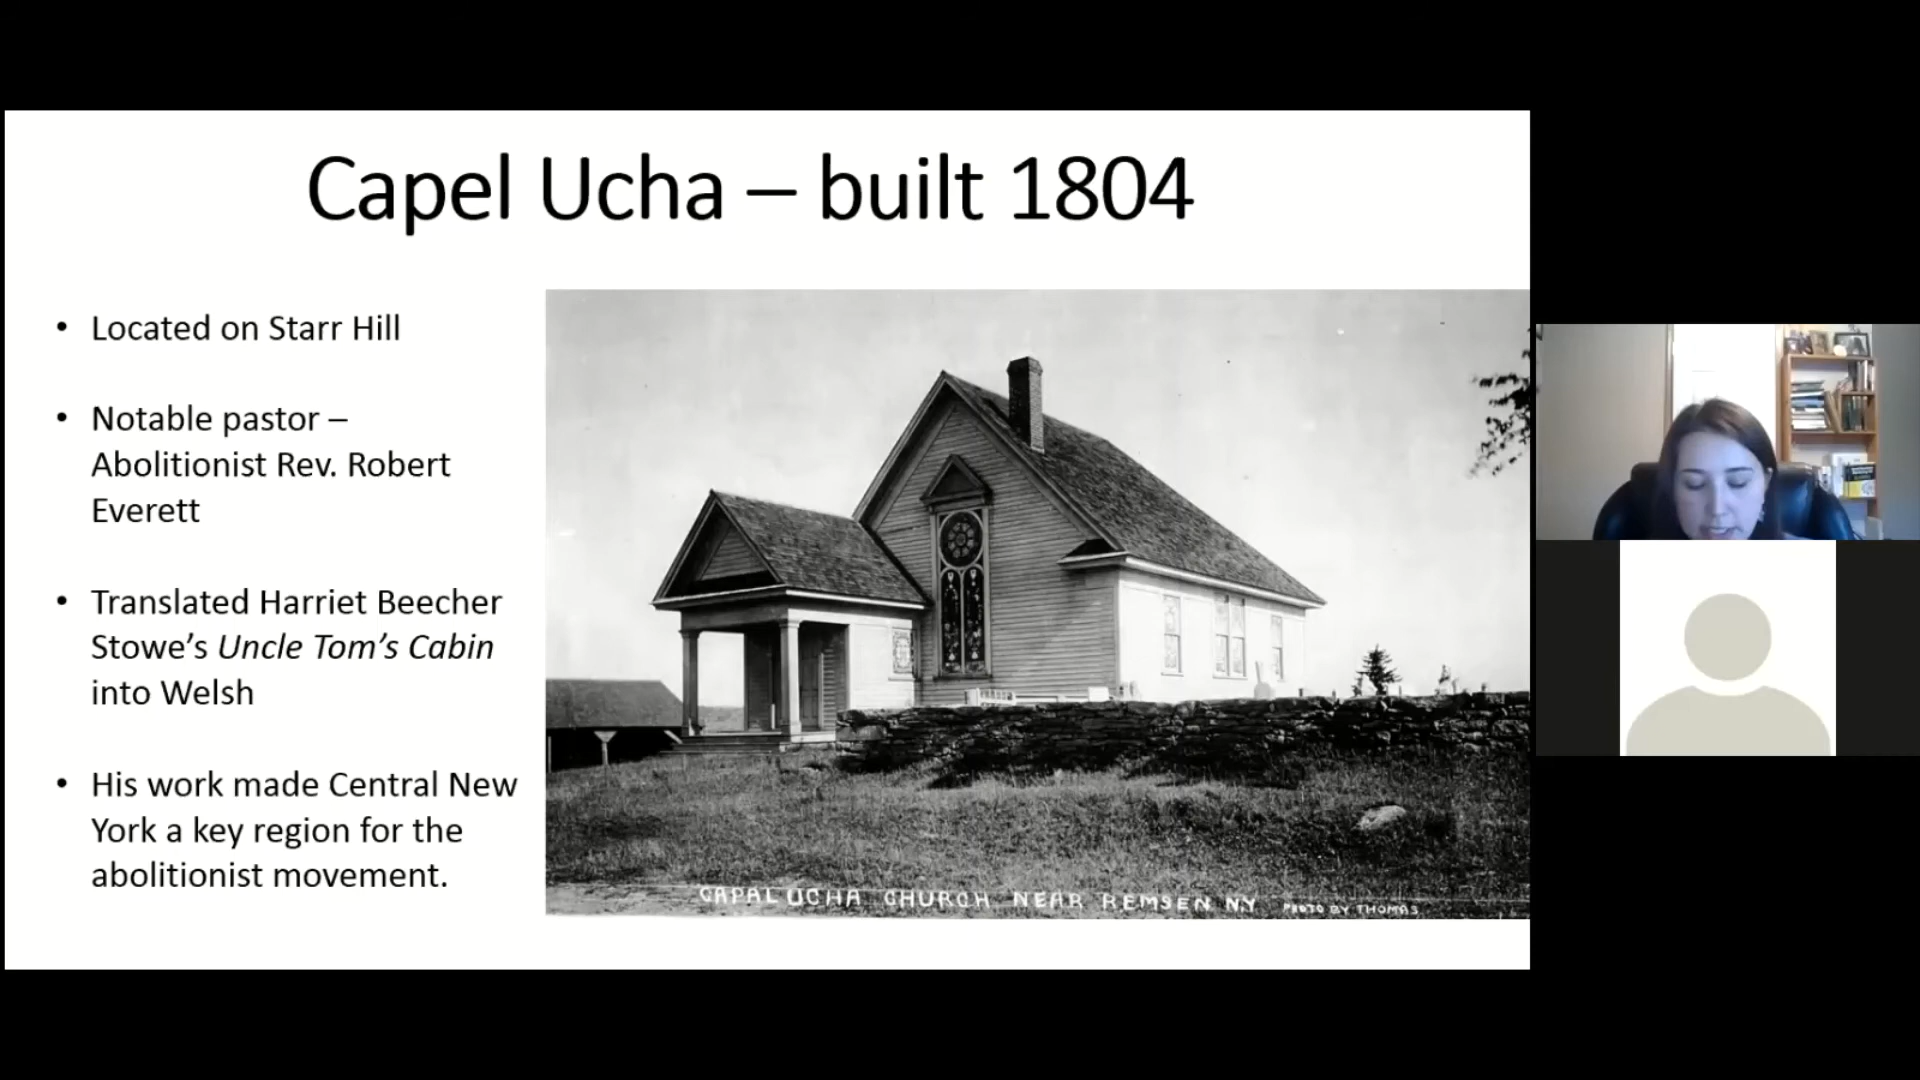 Capel Ucha – built 1804
• Located on Starr Hill
• Notable pastor –
Abolitionist Rev. Robert
Everett
• Translated Harriet Beecher
Stowe’s Uncle Tom’s Cabin
into Welsh
• His work made Central New
York a key region for the
abolitionist movement.
CAPAL UCHA CHURCH NEAR REMSEN N.Y. PHOTO BY THOMAS